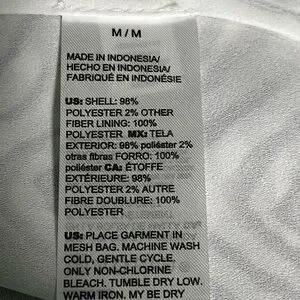 M / M
MADE IN INDONESIA/
HECHO EN INDONESIA/
FABRIQUÉ EN INDONÉSIE
US: SHELL: 98%
POLYESTER 2% OTHER
FIBER LINING: 100%
POLYESTER MX: TELA
EXTERIOR: 98% poliéster 2%
otras fibras FORRO: 100%
poliéster CA: ÉTOFFE
EXTÉRIEURE: 98%
POLYESTER 2% AUTRE
FIBRE DOUBLURE: 100%
POLYESTER
US: PLACE GARMENT IN
MESH BAG. MACHINE WASH
COLD, GENTLE CYCLE.
ONLY NON-CHLORINE
BLEACH. TUMBLE DRY LOW.
WARM IRON. MY BE DRY